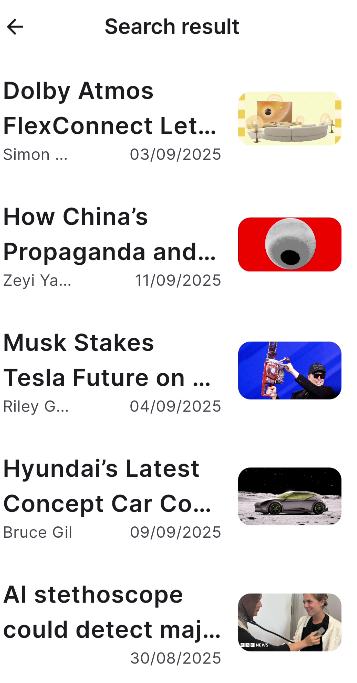 Search result
Dolby Atmos
FlexConnect Let...
Simon ...
03/09/2025
How China’s
Propaganda and...
Zeyi Ya...
11/09/2025
Musk Stakes
Tesla Future on ...
Riley G...
04/09/2025
Hyundai’s Latest
Concept Car Co...
Bruce Gil
09/09/2025
AI stethoscope
could detect maj...
30/08/2025
BBC NEWS